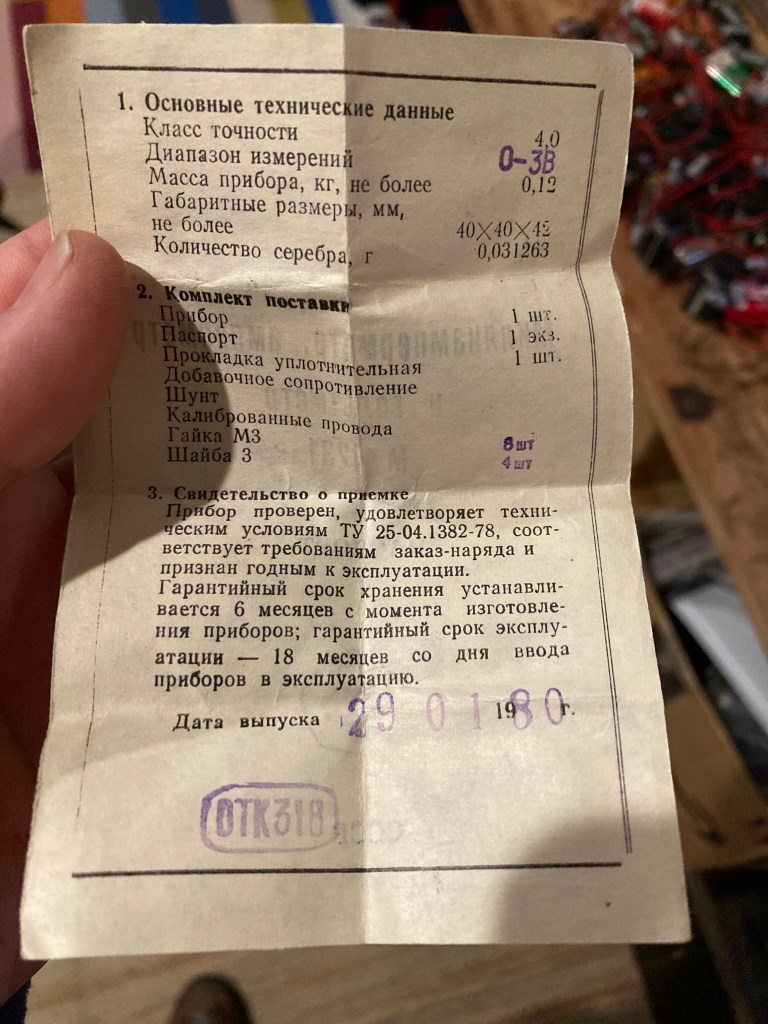 1. Основные технические данные
Класс точности 4,0
Диапазон измерений 0-3В
Масса прибора, кг, не более 0,12
Габаритные размеры, мм,
не более 40×40×42
Количество серебра, г 0,031263
2. Комплект поставки
Прибор 1 шт.
Паспорт 1 экз.
Прокладка уплотнительная 1 шт.
Добавочное сопротивление
Шунт
Калиброванные провода
Гайка М3 8 шт
Шайба 3 4 шт
3. Свидетельство о приемке
Прибор проверен, удовлетворяет техни-
ческим условиям ТУ 25-04.1382-78, соот-
ветствует требованиям заказ-наряда и
признан годным к эксплуатации.
Гарантийный срок хранения устанавли-
вается 6 месяцев с момента изготовле-
ния приборов; гарантийный срок эксплу-
атации — 18 месяцев со дня ввода
приборов в эксплуатацию.
Дата выпуска 29 01 1980 г.
ОТК318